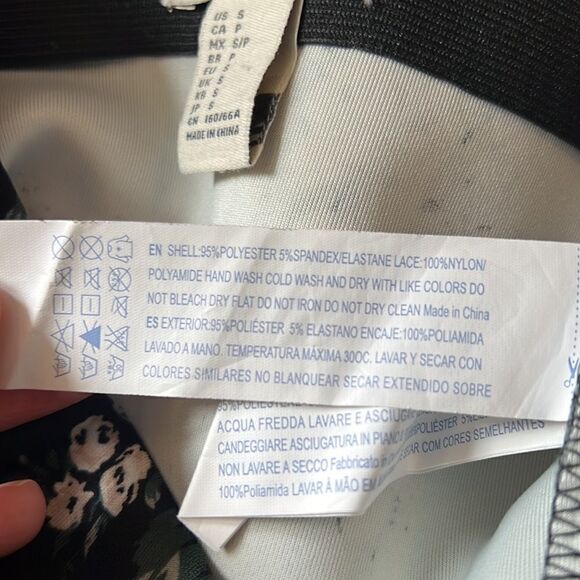 US S
CA P
MX S/P
BR P
EU S
UK S
KR S
JP S
CN 160/66A
MADE IN CHINA
EN SHELL:95%POLYESTER 5%SPANDEX/ELASTANE LACE:100%NYLON/
POLYAMIDE HAND WASH COLD WASH AND DRY WITH LIKE COLORS DO
NOT BLEACH DRY FLAT DO NOT IRON DO NOT DRY CLEAN Made in China
ES EXTERIOR:95%POLIÉSTER 5% ELASTANO ENCAJE:100%POLIAMIDA
LAVADO A MANO. TEMPERATURA MÁXIMA 30OC. LAVAR Y SECAR CON
COLORES SIMILARES NO BLANQUEAR SECAR EXTENDIDO SOBRE
ACQUA FREDDA LAVARE E ASCIUG
CANDEGGIARE ASCIUGATURA IN PIANO POLIÉSTER
NON LAVARE A SECCO Fabbricato in AR COM CORES SEMELHANTES
100%Poliamida LAVAR À MÃO EM